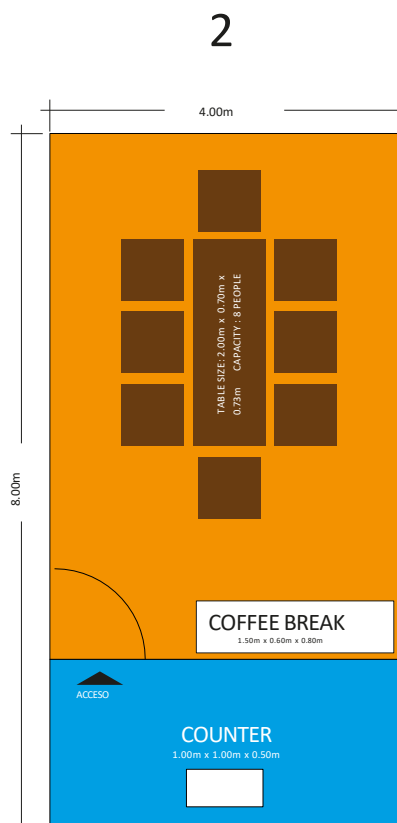 2
4.00m
8.00m
TABLE SIZE: 2.00m x 0.70m x
0.73m CAPACITY : 8 PEOPLE
COFFEE BREAK
1.50m x 0.60m x 0.80m
ACCESO
COUNTER
1.00m x 1.00m x 0.50m